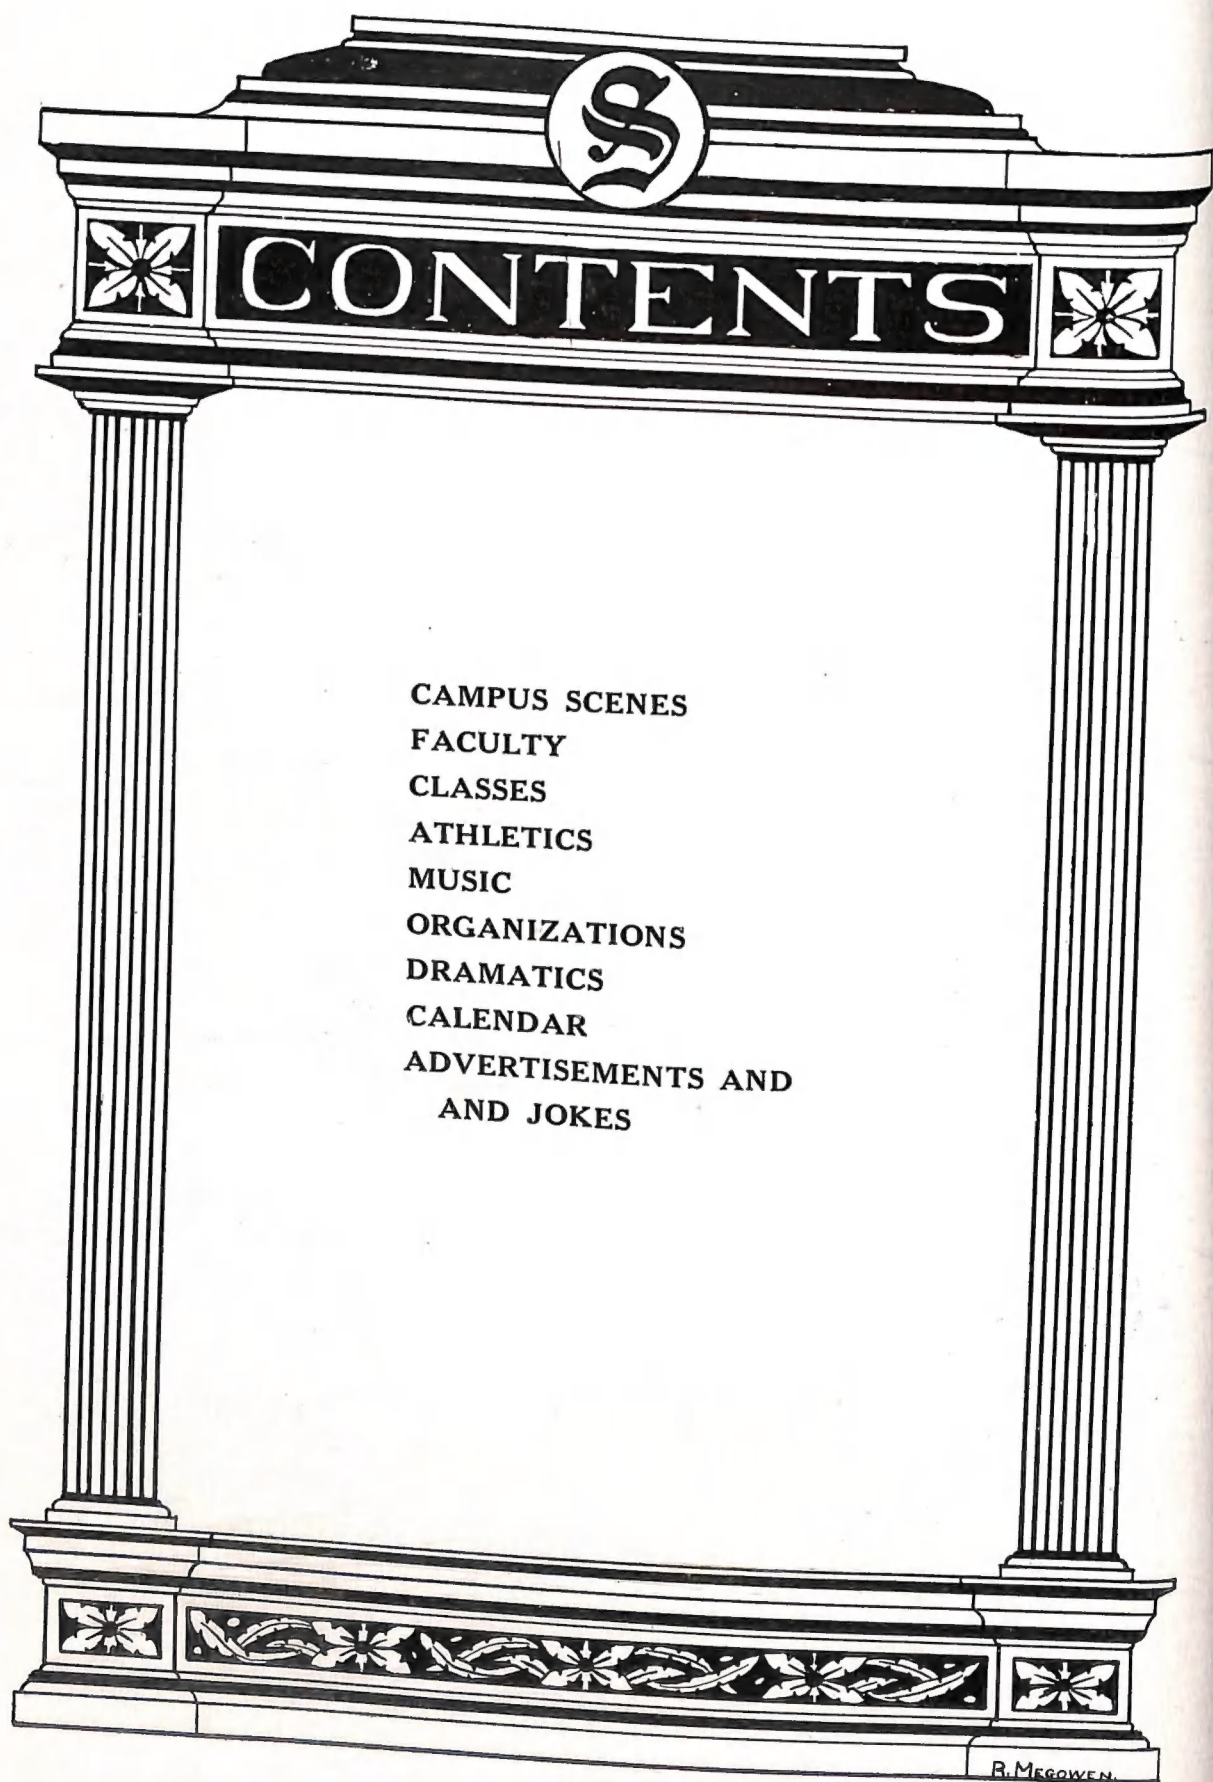 S
CONTENTS
CAMPUS SCENES
FACULTY
CLASSES
ATHLETICS
MUSIC
ORGANIZATIONS
DRAMATICS
CALENDAR
ADVERTISEMENTS AND
AND JOKES
R. MEGOWEN.